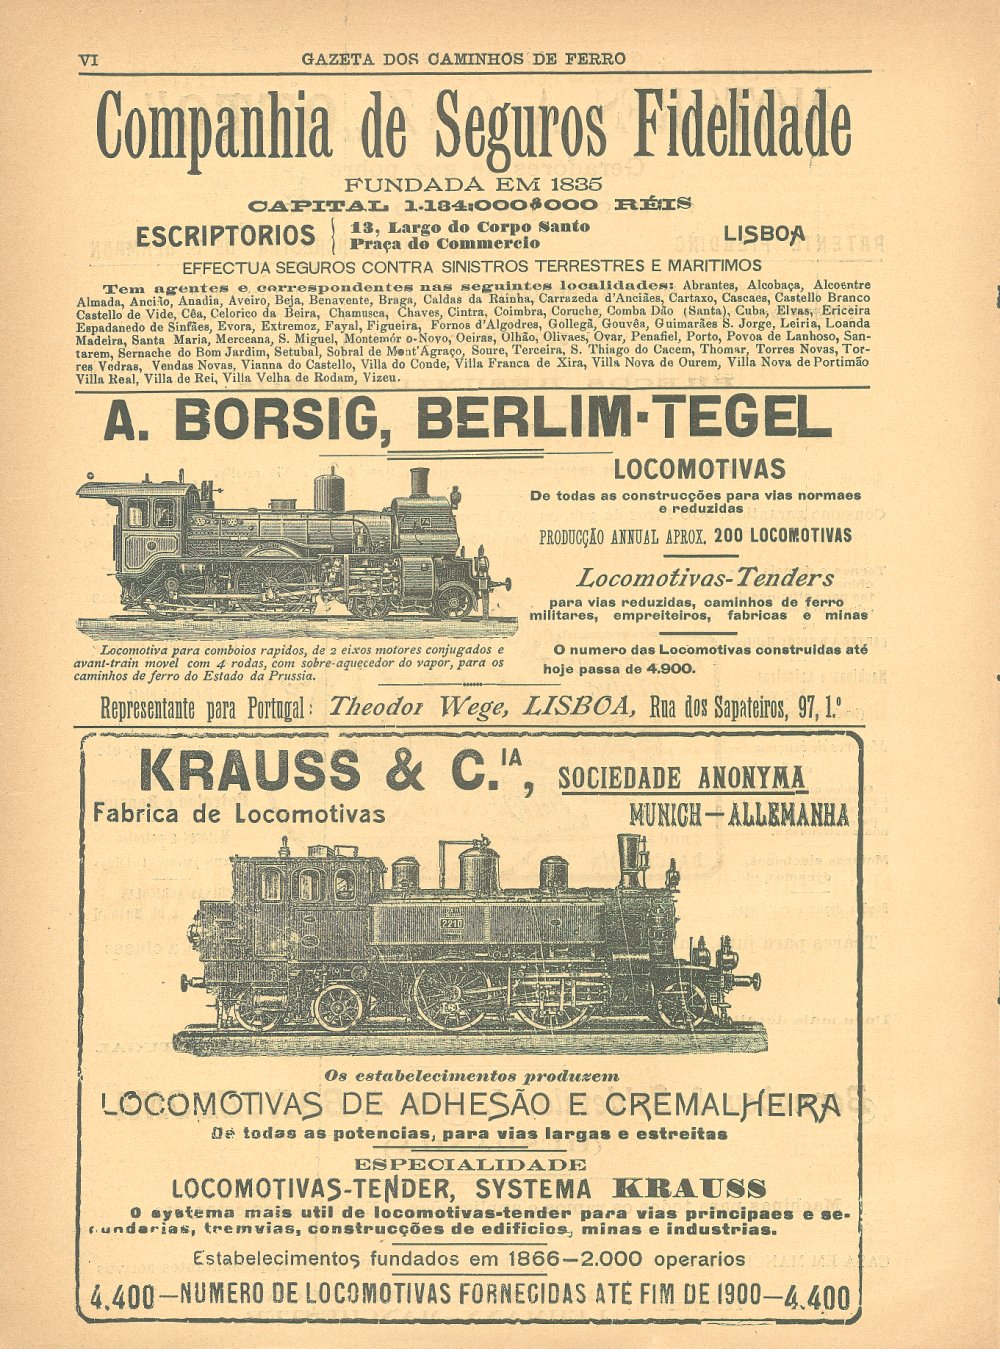 VI
GAZETA DOS CAMINHOS DE FERRO
Companhia de Seguros Fidelidade
FUNDADA EM 1835
CAPITAL 1.134:000$000 RÉIS
ESCRIPTORIOS 13, Largo do Corpo Santo LISBOA
Praça do Commercio
EFFECTUA SEGUROS CONTRA SINISTROS TERRESTRES E MARITIMOS
Tem agentes e correspondentes nas seguintes localidades: Abrantes, Alcobaça, Alcoentre
Almada, Ancião, Anadia, Aveiro, Beja, Benavente, Braga, Caldas da Rainha, Carrazeda d'Anciães, Cartaxo, Cascaes, Castello Branco
Castello de Vide, Cêa, Celorico da Beira, Chamusca, Chaves, Cintra, Coimbra, Coruche, Comba Dão (Santa), Cuba, Elvas, Ericeira
Espadanedo de Sinfães, Evora, Extremoz, Fayal, Figueira, Fornos d'Algodres, Gollegã, Gouvêa, Guimarães S. Jorge, Leiria, Loanda
Madeira, Santa Maria, Merceana, S. Miguel, Montemór o-Novo, Oeiras, Olhão, Olivaes, Ovar, Penafiel, Porto, Povoa de Lanhoso, San-
tarem, Sernache do Bom Jardim, Setubal, Sobral de Mont'Agraço, Soure, Terceira, S. Thiago do Cacem, Thomar, Torres Novas, Tor-
res Vedras, Vendas Novas, Vianna do Castello, Villa do Conde, Villa Franca de Xira, Villa Nova de Ourem, Villa Nova de Portimão
Villa Real, Villa de Rei, Villa Velha de Rodam, Vizeu.
A. BORSIG, BERLIM-TEGEL
LOCOMOTIVAS
De todas as construcções para vias normaes
e reduzidas
PRODUCÇÃO ANNUAL APROX. 200 LOCOMOTIVAS
Locomotivas-Tenders
para vias reduzidas, caminhos de ferro
militares, empreiteiros, fabricas e minas
O numero das Locomotivas construidas até
hoje passa de 4.900.
Locomotiva para comboios rapidos, de 2 eixos motores conjugados e
avant-train movel com 4 rodas, com sobre-aquecedor do vapor, para os
caminhos de ferro do Estado da Prussia.
Representante para Portugal: Theodor Wege, LISBOA, Rua dos Sapateiros, 97, 1.º
KRAUSS & C.IA, SOCIEDADE ANONYMA
Fabrica de Locomotivas MUNICH—ALLEMANHA
2210
Os estabelecimentos produzem
LOCOMOTIVAS DE ADHESÃO E CREMALHEIRA
De todas as potencias, para vias largas e estreitas
ESPECIALIDADE
LOCOMOTIVAS-TENDER, SYSTEMA KRAUSS
O systema mais util de locomotivas-tender para vias principaes e se-
cundarias, tremvias, construcções de edificios, minas e industrias.
Estabelecimentos fundados em 1866—2.000 operarios
4.400—NUMERO DE LOCOMOTIVAS FORNECIDAS ATÉ FIM DE 1900—4.400